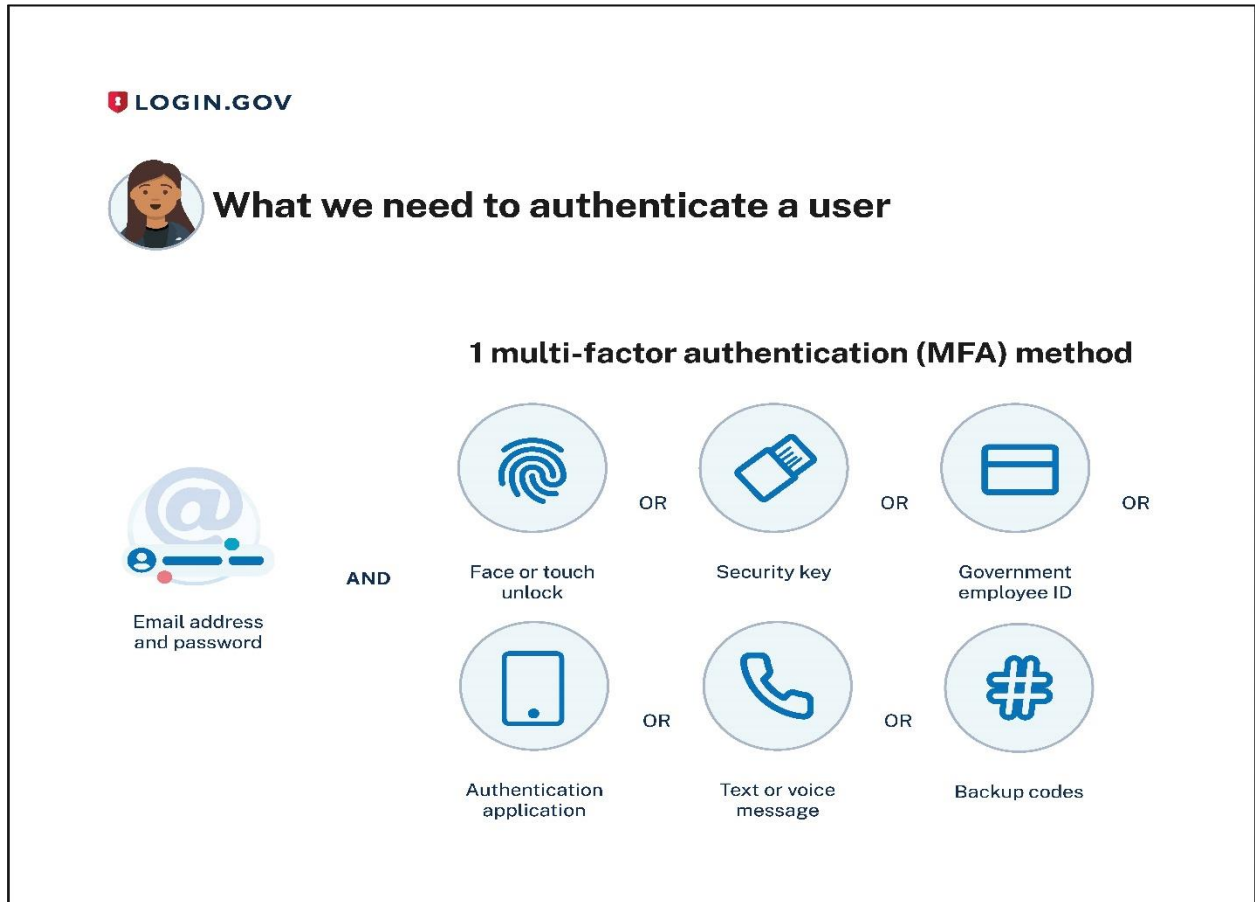 LOGIN.GOV
What we need to authenticate a user
1 multi-factor authentication (MFA) method
Email address
and password
AND
Face or touch
unlock
OR
Security key
OR
Government
employee ID
OR
Authentication
application
OR
Text or voice
message
OR
Backup codes